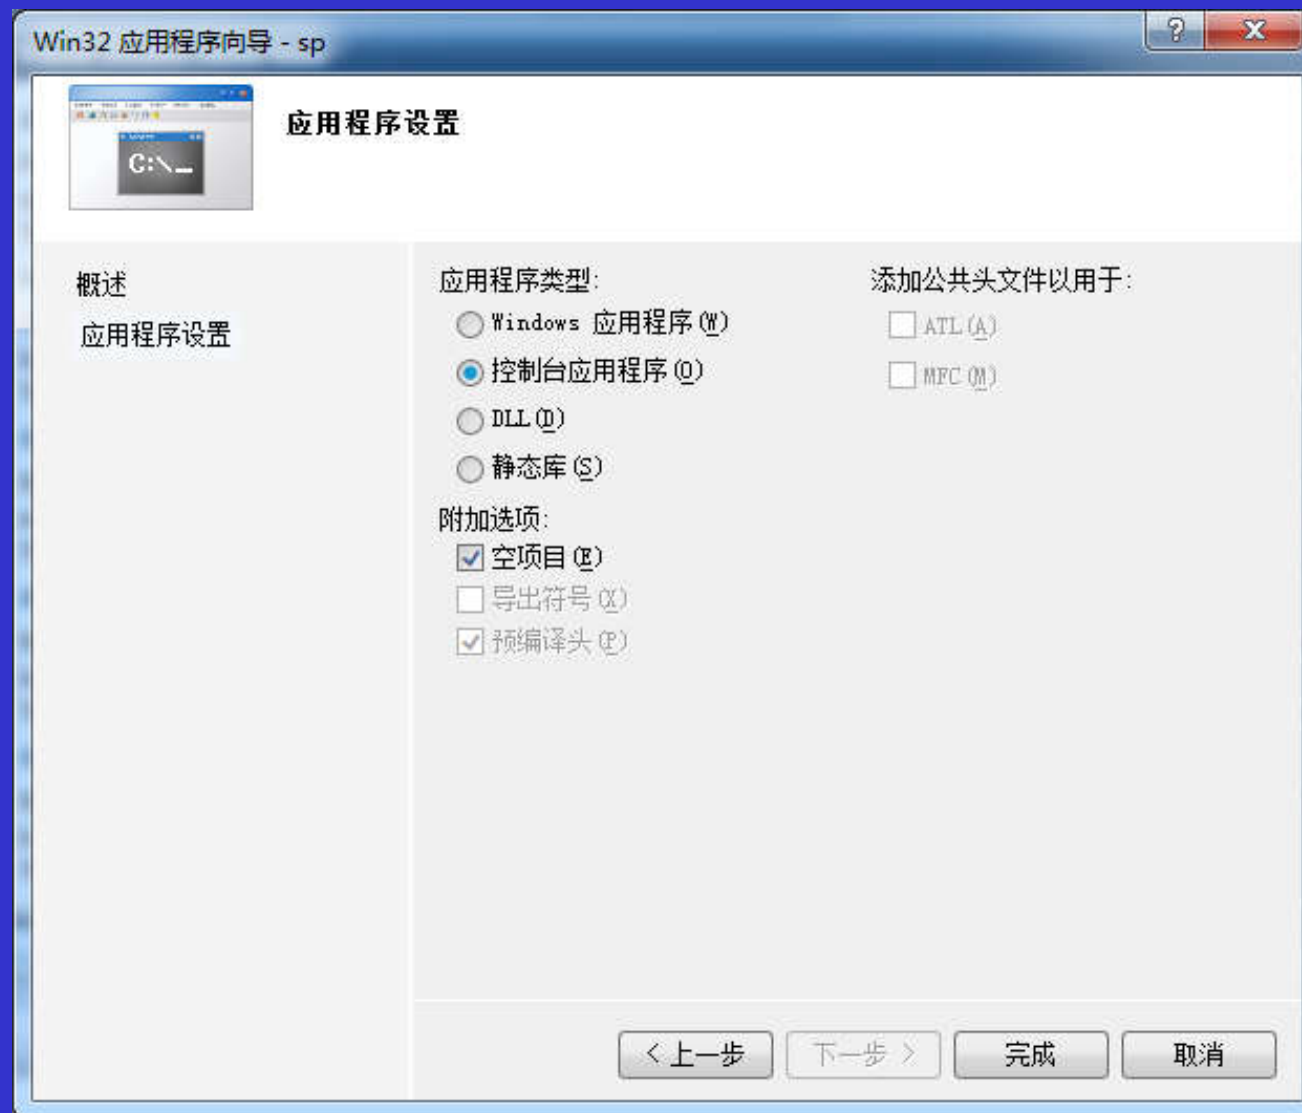 Win32 应用程序向导 - sp
?
X
C:\_
应用程序设置
概述
应用程序设置
应用程序类型:
Windows 应用程序(W)
控制台应用程序(O)
DLL(D)
静态库(S)
附加选项:
空项目(E)
导出符号(X)
预编译头(P)
添加公共头文件以用于:
ATL(A)
MFC(M)
< 上一步
下一步 >
完成
取消